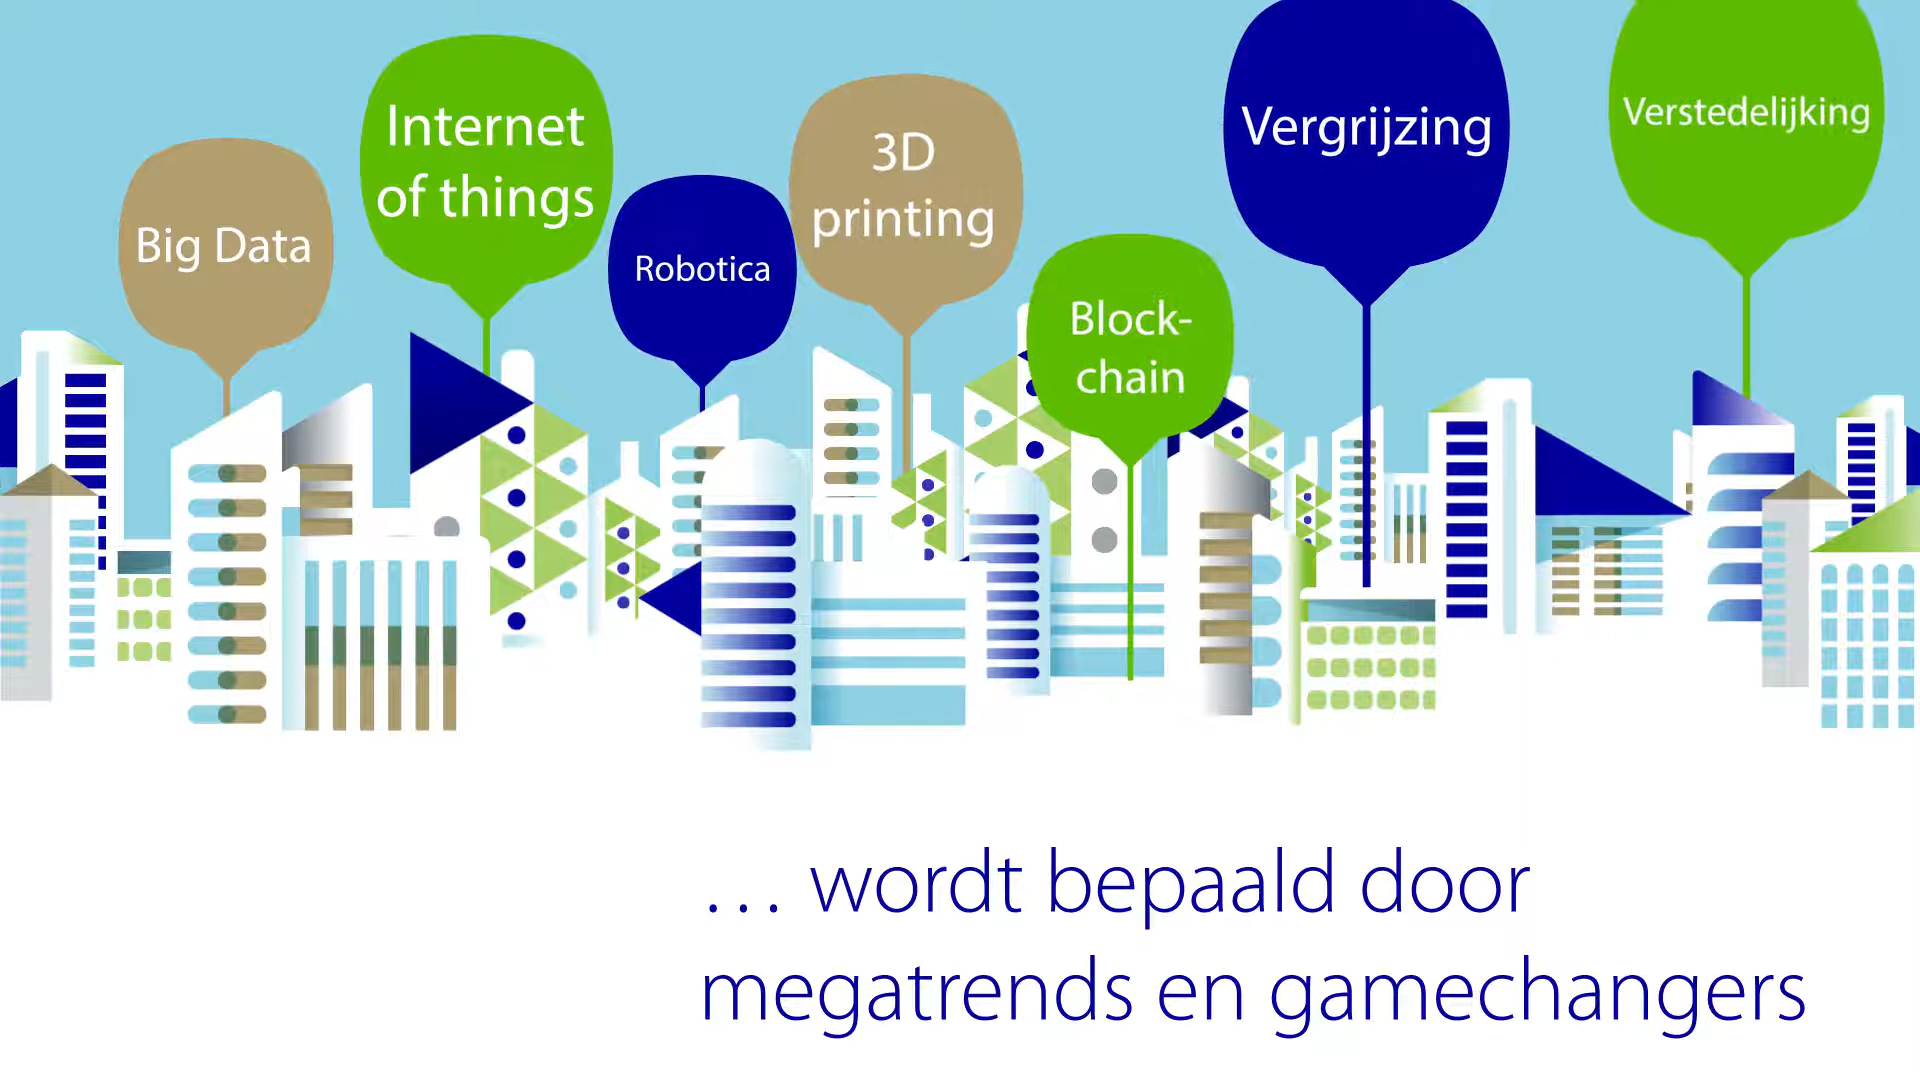 Big Data
Internet
of things
Robotica
3D
printing
Block-
chain
Vergrijzing
Verstedelijking
... wordt bepaald door
megatrends en gamechangers